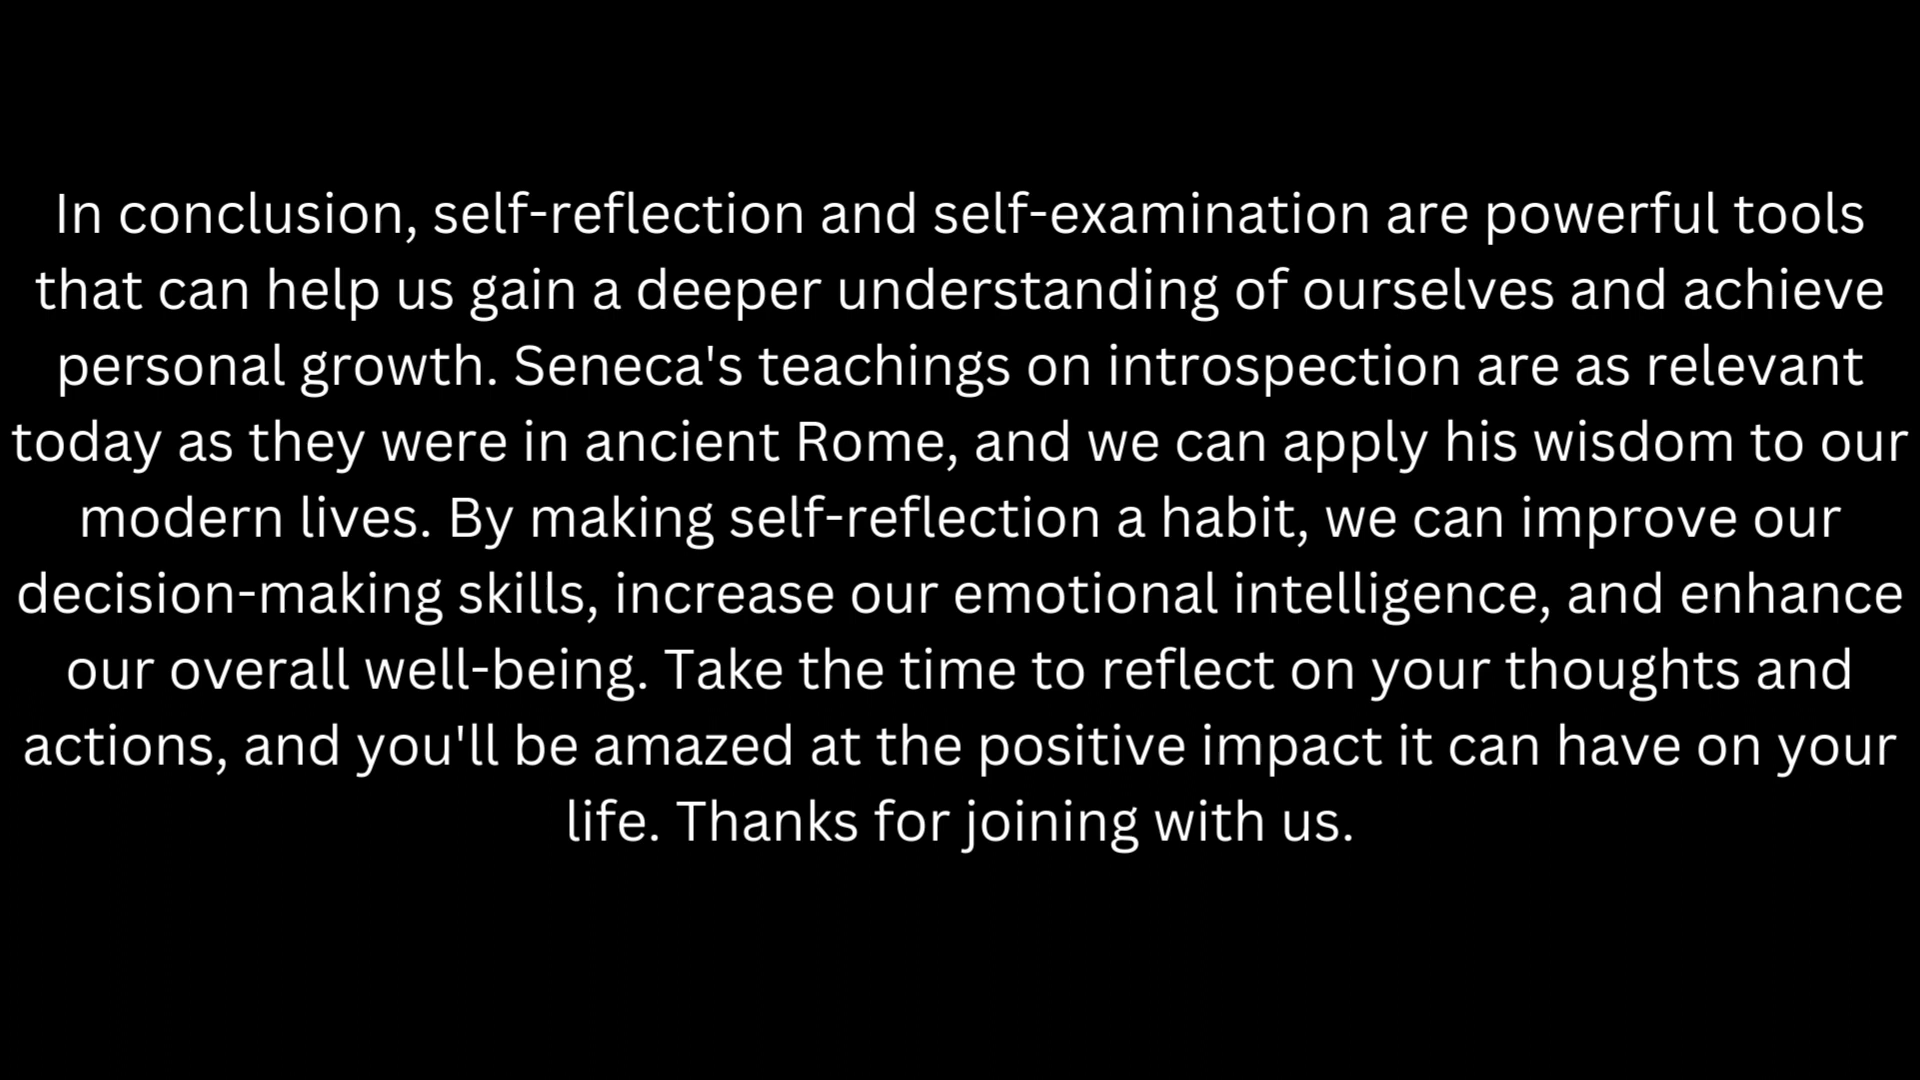 In conclusion, self-reflection and self-examination are powerful tools
that can help us gain a deeper understanding of ourselves and achieve
personal growth. Seneca's teachings on introspection are as relevant
today as they were in ancient Rome, and we can apply his wisdom to our
modern lives. By making self-reflection a habit, we can improve our
decision-making skills, increase our emotional intelligence, and enhance
our overall well-being. Take the time to reflect on your thoughts and
actions, and you'll be amazed at the positive impact it can have on your
life. Thanks for joining with us.